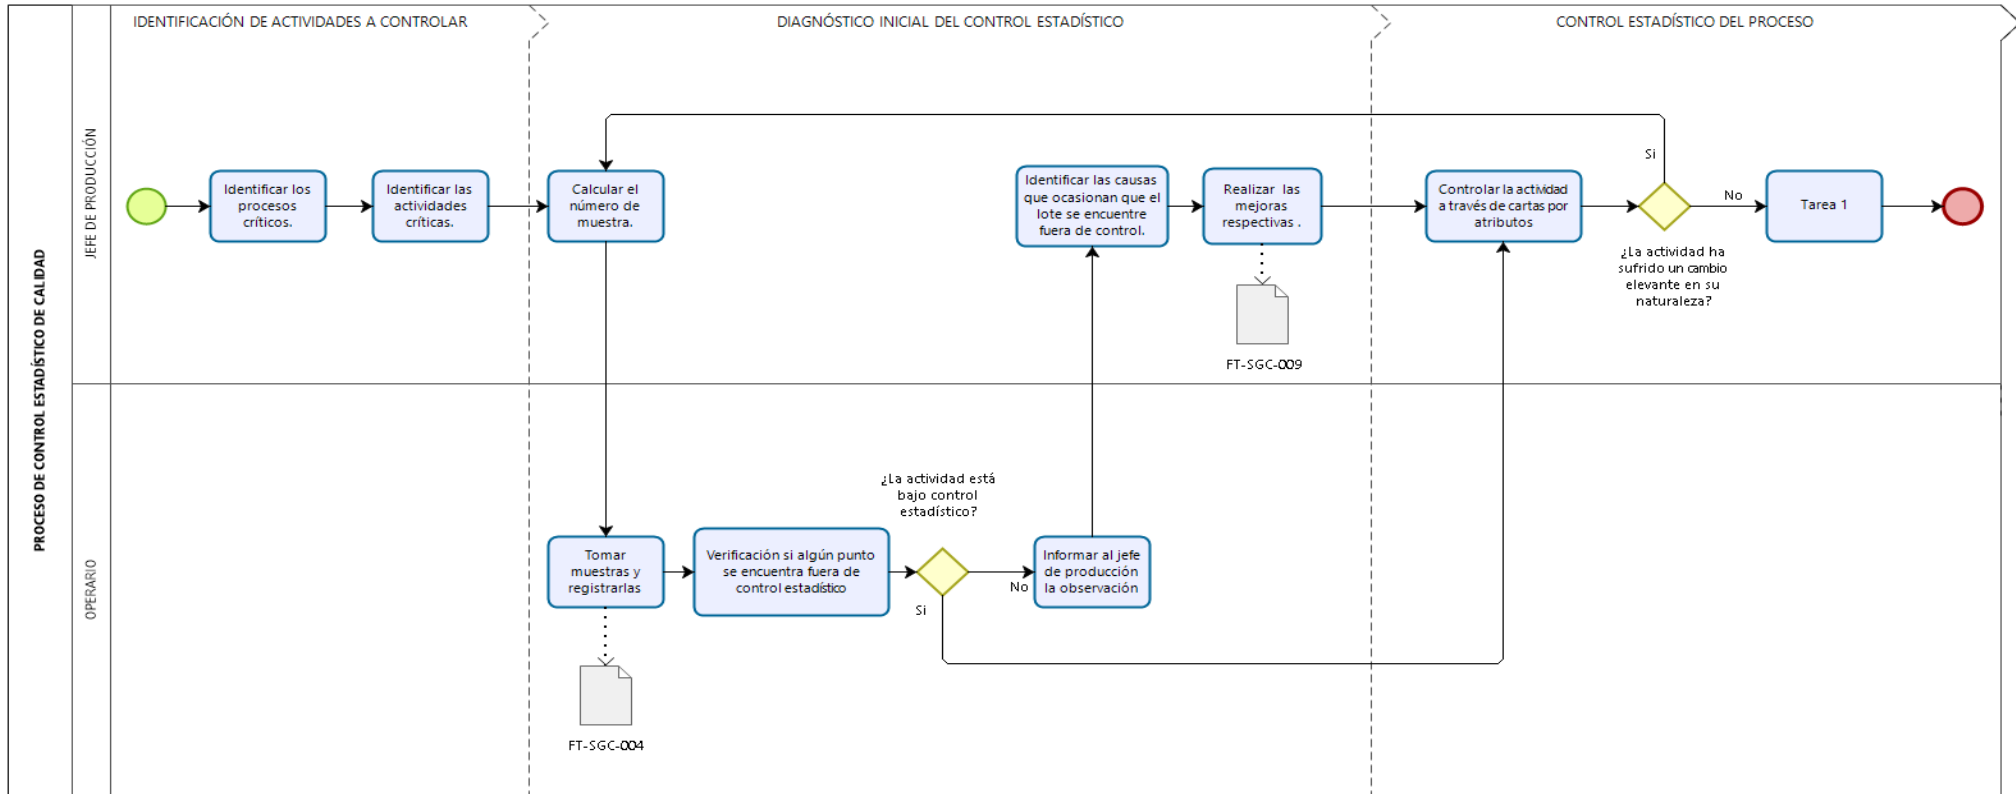 PROCESO DE CONTROL ESTADÍSTICO DE CALIDAD
IDENTIFICACIÓN DE ACTIVIDADES A CONTROLAR
DIAGNÓSTICO INICIAL DEL CONTROL ESTADÍSTICO
CONTROL ESTADÍSTICO DEL PROCESO
JEFE DE PRODUCCIÓN
Identificar los
procesos
críticos.
Identificar las
actividades
críticas.
Calcular el
número de
muestra.
Identificar las causas
que ocasionan que el
lote se encuentre
fuera de control.
Realizar las
mejoras
respectivas .
FT-SGC-009
Controlar la actividad
a través de cartas por
atributos
Si
No
¿La actividad ha
sufrido un cambio
elevante en su
naturaleza?
Tarea 1
OPERARIO
Tomar
muestras y
registrarlas
FT-SGC-004
Verificación si algún punto
se encuentra fuera de
control estadístico
¿La actividad está
bajo control
estadístico?
Si
No
Informar al jefe
de producción
la observación